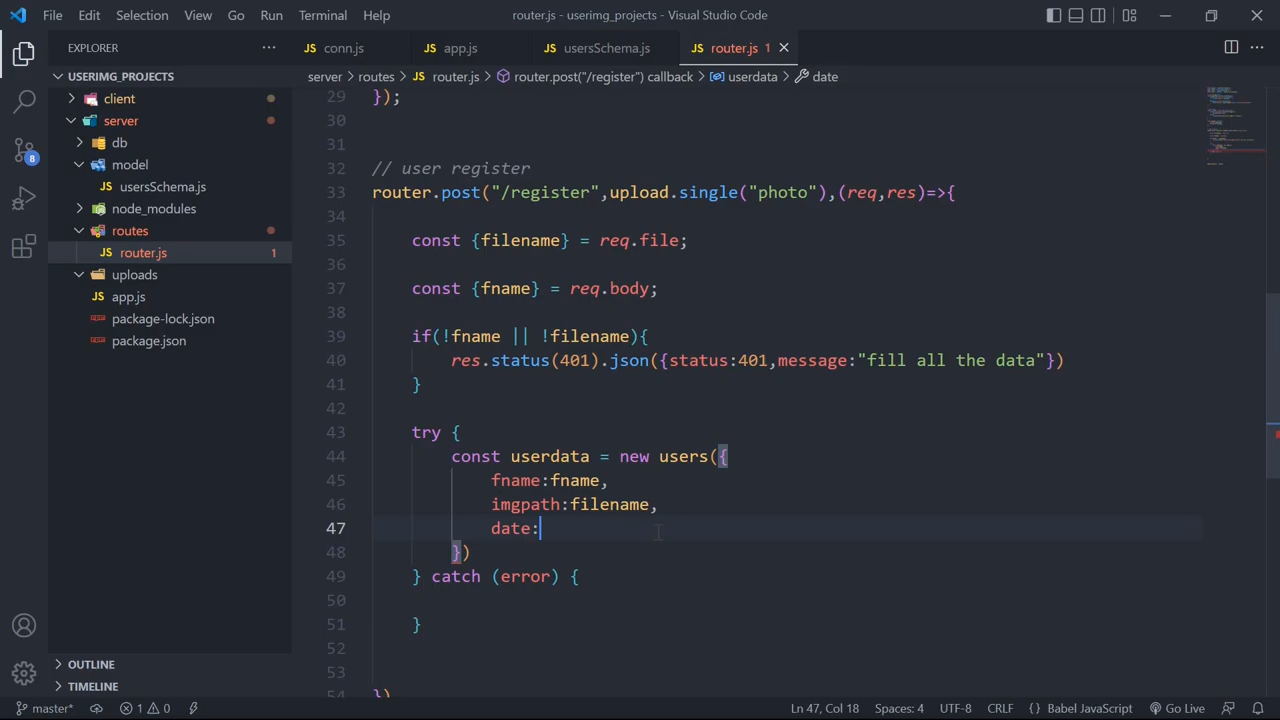 File Edit Selection View Go Run Terminal Help
router.js - userimg_projects - Visual Studio Code
EXPLORER
JS conn.js JS app.js JS usersSchema.js JS router.js 1
USERIMG_PROJECTS
server > routes > JS router.js > router.post("/register") callback > userdata > date
client
server
db
model
JS usersSchema.js
node_modules
routes
JS router.js 1
uploads
JS app.js
package-lock.json
package.json
OUTLINE
TIMELINE
8
29 });
30
31
32 // user register
33 router.post("/register",upload.single("photo"),(req,res)=>{
34
35 const {filename} = req.file;
36
37 const {fname} = req.body;
38
39 if(!fname || !filename){
40 res.status(401).json({status:401,message:"fill all the data"})
41 }
42
43 try {
44 const userdata = new users({
45 fname:fname,
46 imgpath:filename,
47 date:
48 })
49 } catch (error) {
50
51 }
52
53
54 })
master* 1 0 Ln 47, Col 18 Spaces: 4 UTF-8 CRLF {} Babel JavaScript Go Live